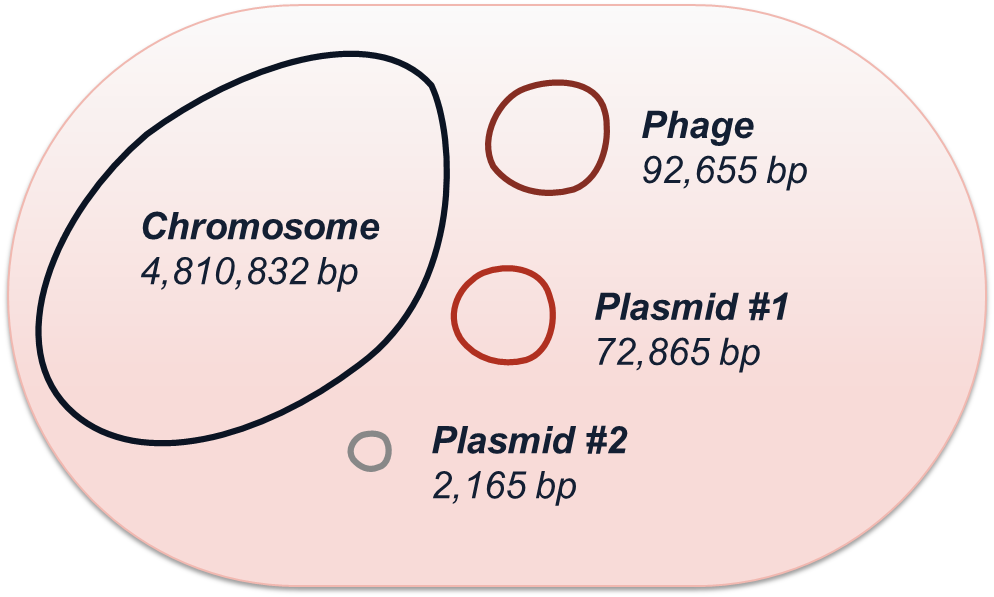 Phage
92,655 bp
Chromosome
4,810,832 bp
Plasmid #1
72,865 bp
Plasmid #2
2,165 bp